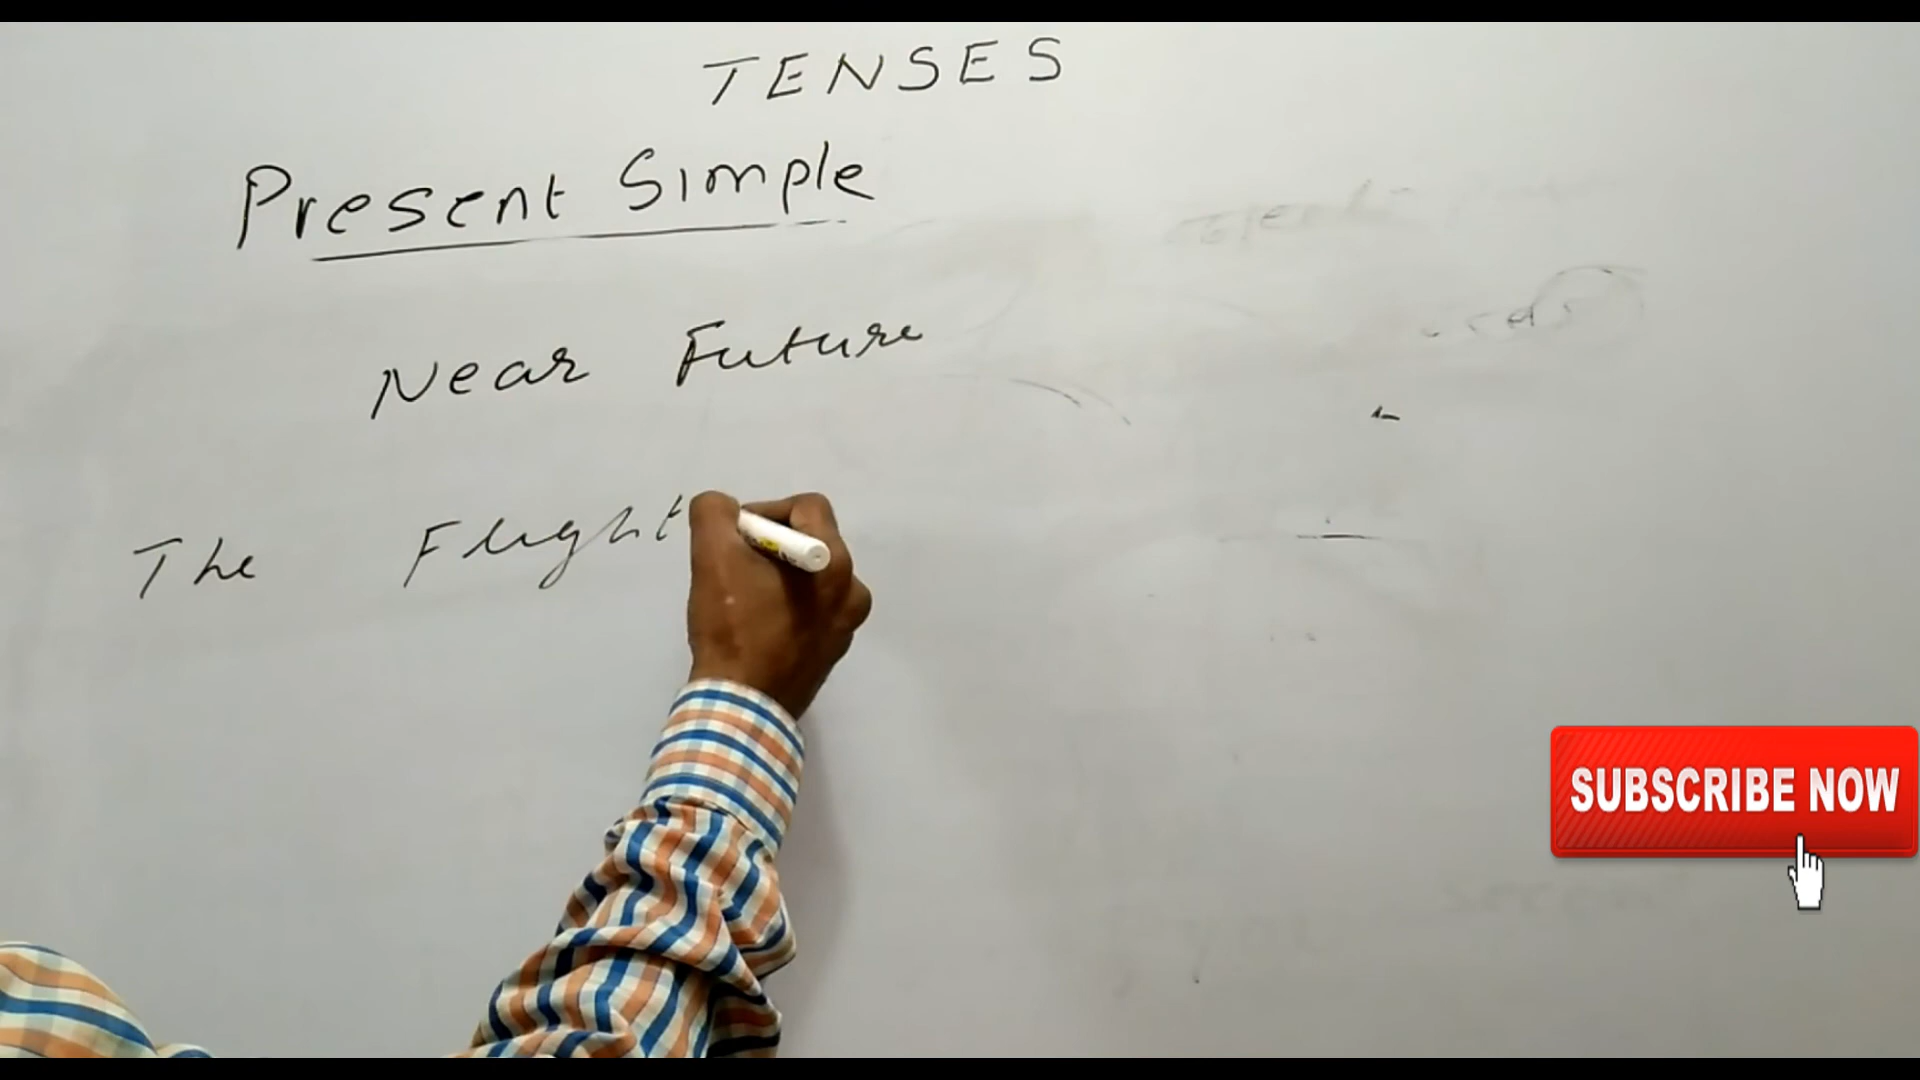 TENSES
Present Simple
Near Future
The Flight
SUBSCRIBE NOW